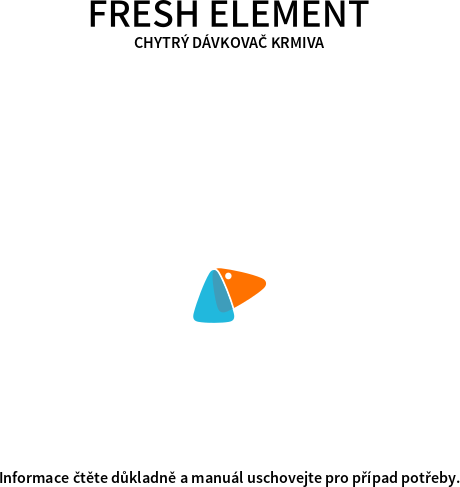 FRESH ELEMENT
CHYTRÝ DÁVKOVAČ KRMIVA
Informace čtěte důkladně a manuál uschovejte pro případ potřeby.